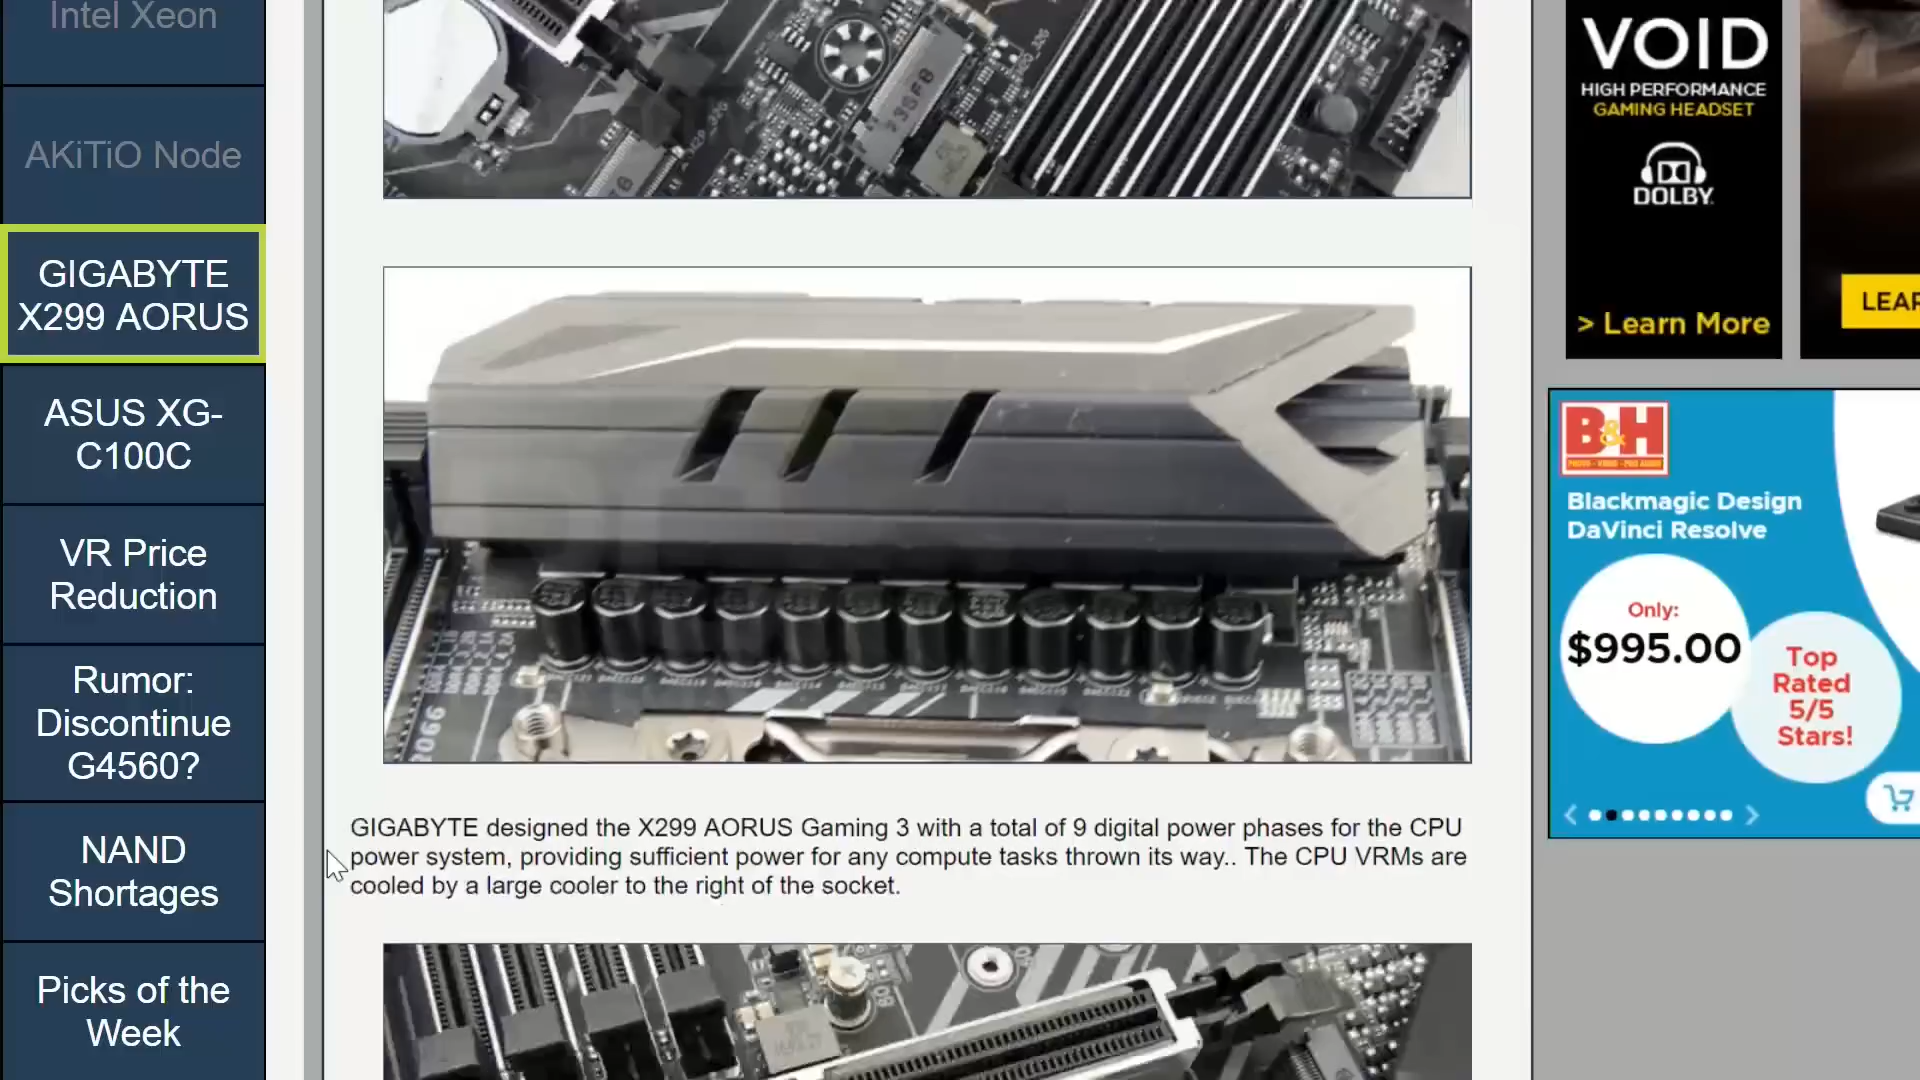 Intel Xeon
AKiTiO Node
GIGABYTE
X299 AORUS
ASUS XG-
C100C
VR Price
Reduction
Rumor:
Discontinue
G4560?
NAND
Shortages
Picks of the
Week
GIGABYTE designed the X299 AORUS Gaming 3 with a total of 9 digital power phases for the CPU
power system, providing sufficient power for any compute tasks thrown its way.. The CPU VRMs are
cooled by a large cooler to the right of the socket.
VOID
HIGH PERFORMANCE
GAMING HEADSET
DOLBY
> Learn More
LEAR
B&H
Blackmagic Design
DaVinci Resolve
Only:
$995.00
Top
Rated
5/5
Stars!